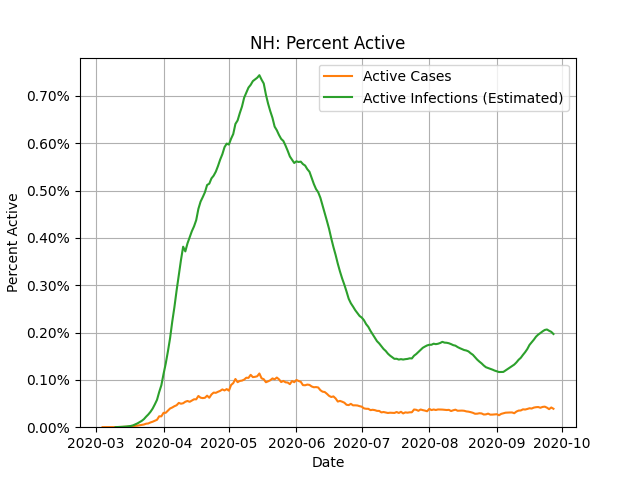 NH: Percent Active
Active Cases
Active Infections (Estimated)
Percent Active
0.70%
0.60%
0.50%
0.40%
0.30%
0.20%
0.10%
0.00%
2020-03 2020-04 2020-05 2020-06 2020-07 2020-08 2020-09 2020-10
Date